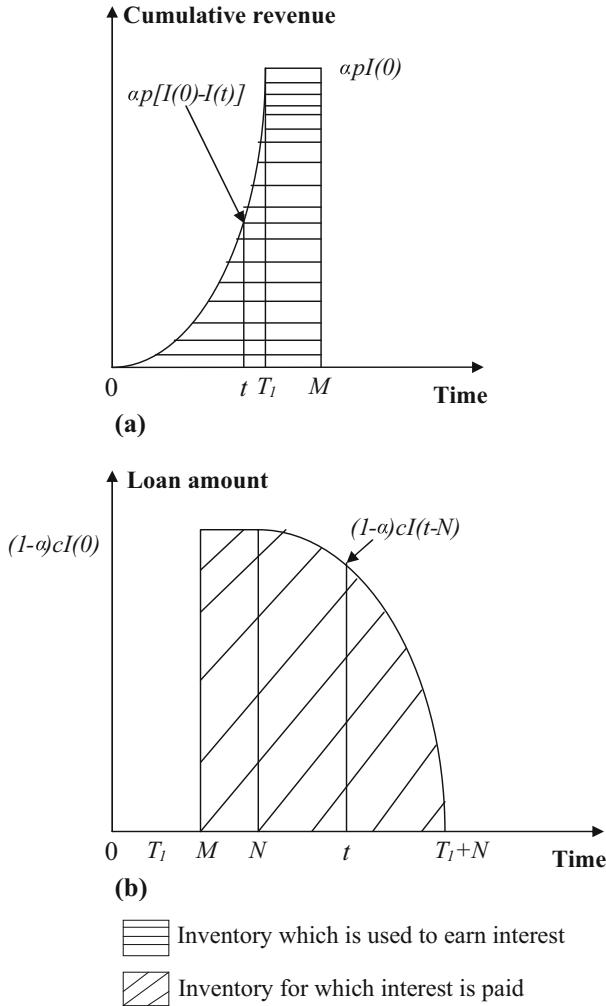 Cumulative revenue
αpI(0)
αp[I(0)-I(t)]
0 t T₁ M Time
(a)
Loan amount
(1-α)cI(0)
(1-α)cI(t-N)
0 T₁ M N t T₁+N Time
(b)
Inventory which is used to earn interest
Inventory for which interest is paid